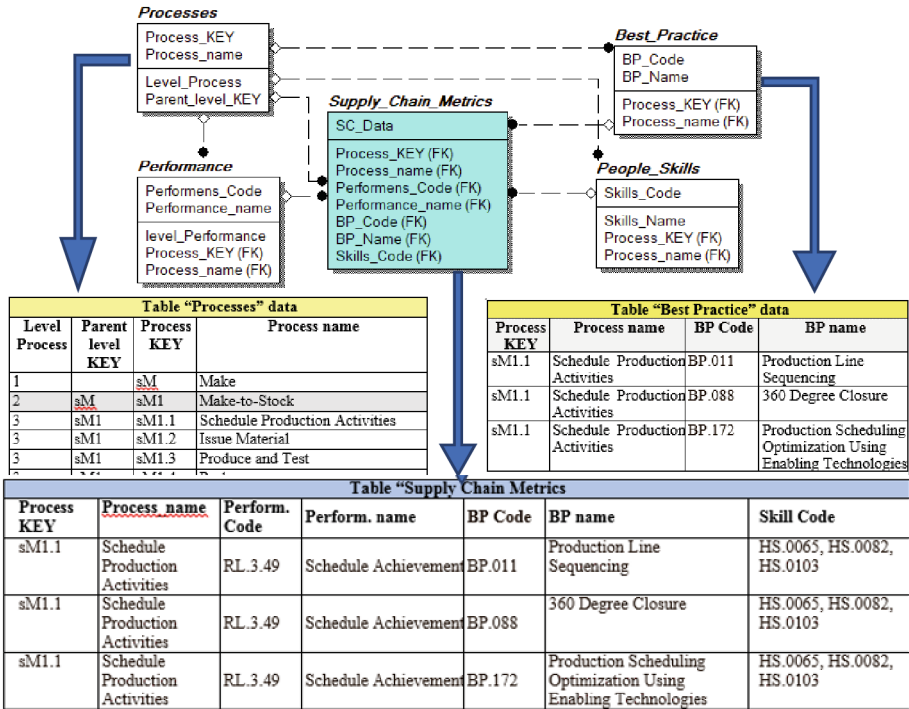 Processes
Process_KEY
Process_name
Level_Process
Parent_level_KEY
Best_Practice
BP_Code
BP_Name
Process_KEY (FK)
Process_name (FK)
Supply_Chain_Metrics
SC_Data
Process_KEY (FK)
Process_name (FK)
Performens_Code (FK)
Performance_name (FK)
BP_Code (FK)
BP_Name (FK)
Skills_Code (FK)
Performance
Performens_Code
Performance_name
level_Performance
Process_KEY (FK)
Process_name (FK)
People_Skills
Skills_Code
Skills_Name
Process_KEY (FK)
Process_name (FK)
Table “Processes” data
Level Parent Process Process name
Process level KEY
KEY
1 sM Make
2 sM sM1 Make-to-Stock
3 sM1 sM1.1 Schedule Production Activities
3 sM1 sM1.2 Issue Material
3 sM1 sM1.3 Produce and Test
Table “Best Practice” data
Process Process name BP Code BP name
KEY
sM1.1 Schedule Production BP.011 Production Line
Activities Sequencing
sM1.1 Schedule Production BP.088 360 Degree Closure
Activities
sM1.1 Schedule Production BP.172 Production Scheduling
Activities Optimization Using
Enabling Technologies
Table “Supply Chain Metrics
Process Process_name Perform. Perform. name BP Code BP name Skill Code
KEY Code
sM1.1 Schedule Production Line HS.0065, HS.0082,
Production RL.3.49 Schedule Achievement BP.011 Sequencing HS.0103
Activities
sM1.1 Schedule 360 Degree Closure HS.0065, HS.0082,
Production RL.3.49 Schedule Achievement BP.088 HS.0103
Activities
sM1.1 Schedule Production Scheduling HS.0065, HS.0082,
Production RL.3.49 Schedule Achievement BP.172 Optimization Using HS.0103
Activities Enabling Technologies